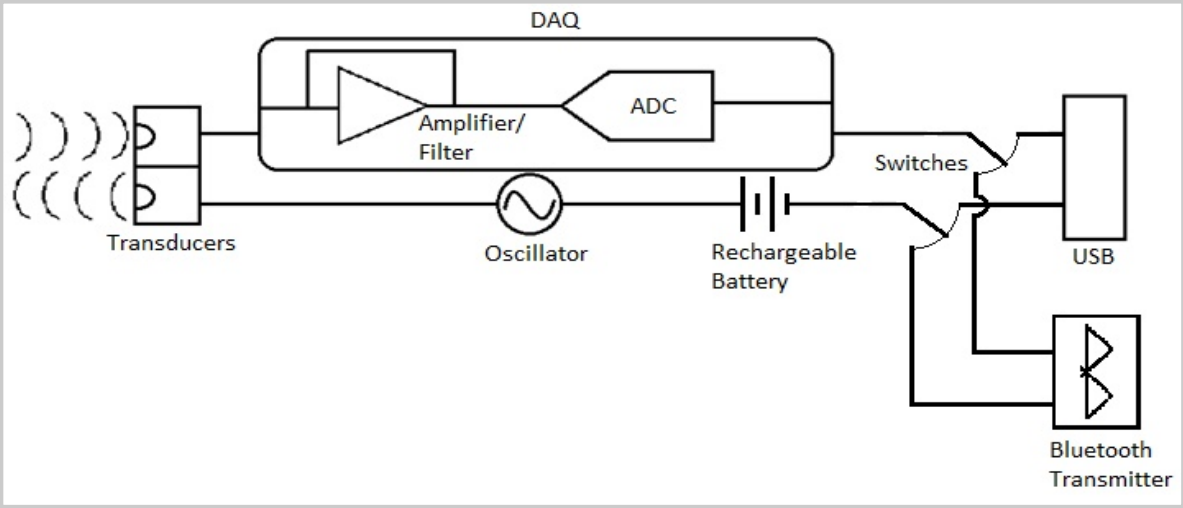 DAQ
Amplifier/
Filter
ADC
Switches
Transducers
Oscillator
Rechargeable
Battery
USB
Bluetooth
Transmitter